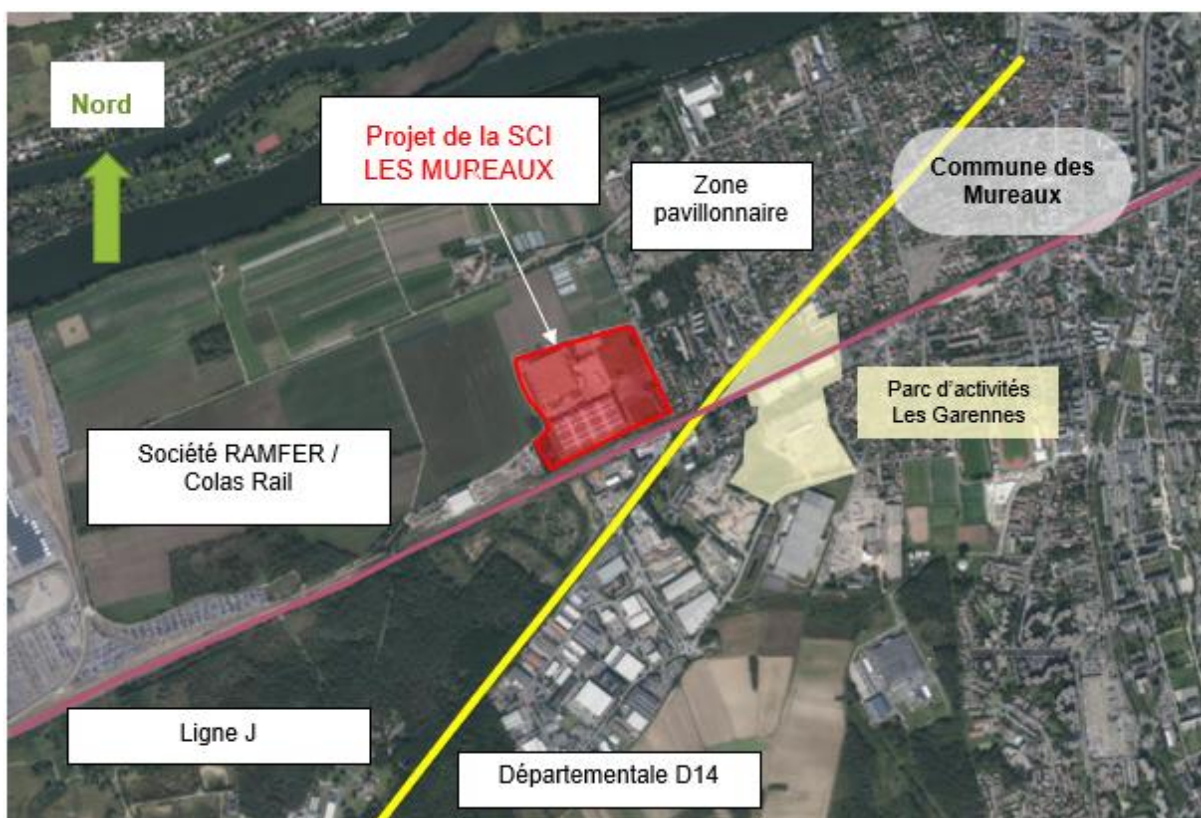 Nord
Projet de la SCI
LES MUREAUX
Zone
pavillonnaire
Commune des
Mureaux
Parc d’activités
Les Garennes
Société RAMFER /
Colas Rail
Ligne J
Départementale D14